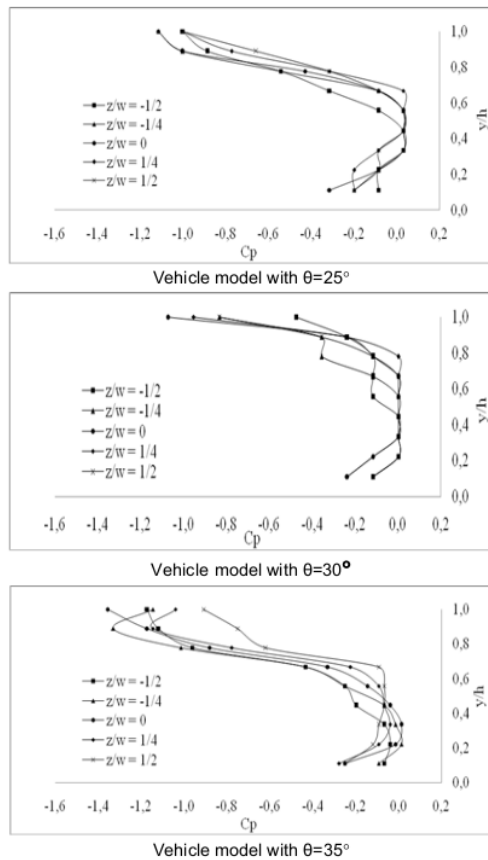 1,0
0,8
z/w = -1/2
0,6
z/w = -1/4
z/w = 0
0,4
y/h
z/w = 1/4
z/w = 1/2
0,2
0,0
-1,6 -1,4 -1,2 -1,0 -0,8 -0,6 -0,4 -0,2 0,0 0,2
Cp
Vehicle model with θ=25°
1,0
0,8
z/w = -1/2
0,6
z/w = -1/4
y/h
z/w = 0
0,4
z/w = 1/4
z/w = 1/2
0,2
0,0
-1,6 -1,4 -1,2 -1,0 -0,8 -0,6 -0,4 -0,2 0,0 0,2
Cp
Vehicle model with θ=30°
1,0
0,8
z/w = -1/2
0,6
z/w = -1/4
y/h
z/w = 0
0,4
z/w = 1/4
z/w = 1/2
0,2
0,0
-1,6 -1,4 -1,2 -1,0 -0,8 -0,6 -0,4 -0,2 0,0 0,2
Cp
Vehicle model with θ=35°